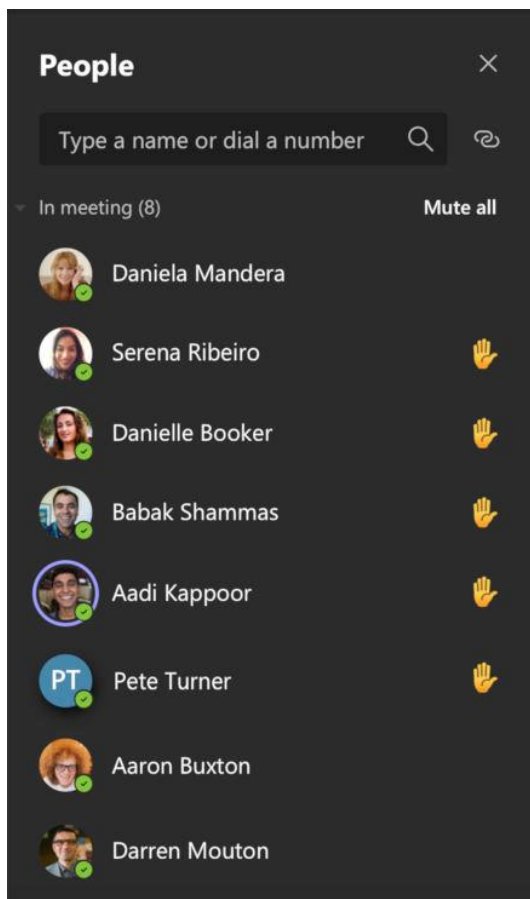 People
Type a name or dial a number
In meeting (8) Mute all
Daniela Mandera
Serena Ribeiro
Danielle Booker
Babak Shammas
Aadi Kappoor
PT Pete Turner
Aaron Buxton
Darren Mouton